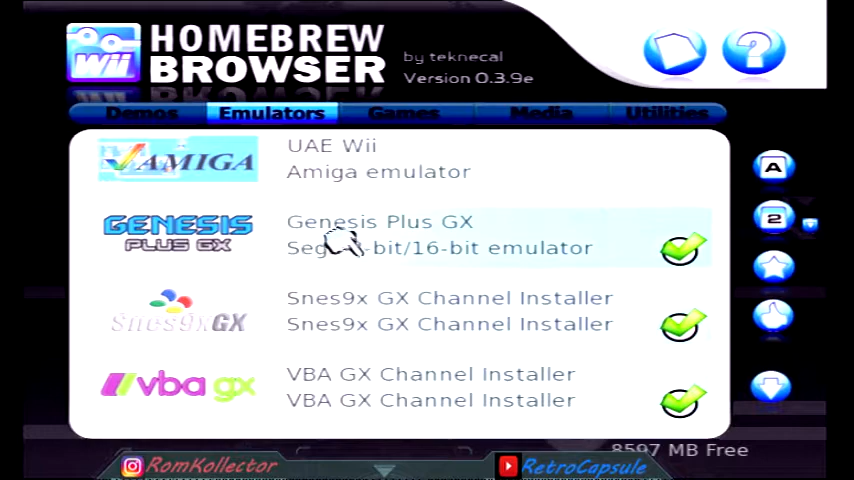 HOMEBREW
BROWSER
Wii
by teknecal
Version 0.3.9e
Demos
Emulators
Games
Media
Utilities
AMIGA
UAE Wii
Amiga emulator
GENESIS
PLUS GX
Genesis Plus GX
-bit/16-bit emulator
Snes9xGX
Snes9x GX Channel Installer
Snes9x GX Channel Installer
vba gx
VBA GX Channel Installer
VBA GX Channel Installer
A
2
?
8597 MB Free
RomKollector
RetroCapsule